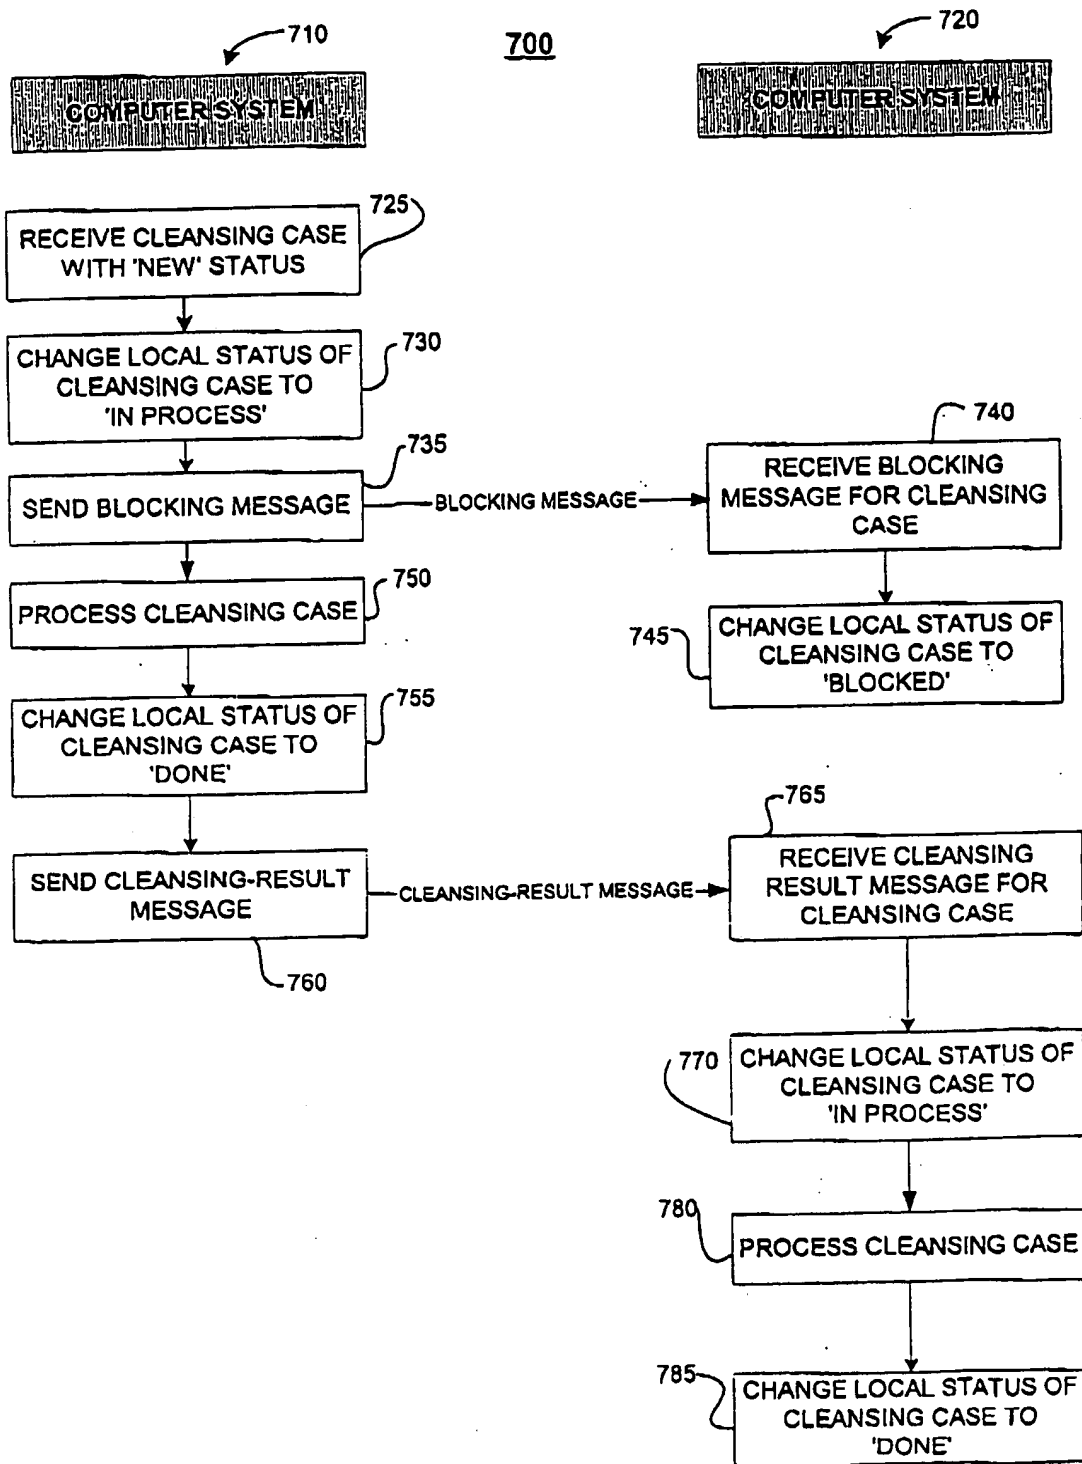 710
700
720
COMPUTER SYSTEM
COMPUTER SYSTEM
725
RECEIVE CLEANSING CASE
WITH 'NEW' STATUS
730
CHANGE LOCAL STATUS OF
CLEANSING CASE TO
'IN PROCESS'
735
SEND BLOCKING MESSAGE
BLOCKING MESSAGE
740
RECEIVE BLOCKING
MESSAGE FOR CLEANSING
CASE
750
PROCESS CLEANSING CASE
745
CHANGE LOCAL STATUS OF
CLEANSING CASE TO
'BLOCKED'
755
CHANGE LOCAL STATUS OF
CLEANSING CASE TO
'DONE'
SEND CLEANSING-RESULT
MESSAGE
760
CLEANSING-RESULT MESSAGE
765
RECEIVE CLEANSING
RESULT MESSAGE FOR
CLEANSING CASE
770
CHANGE LOCAL STATUS OF
CLEANSING CASE TO
'IN PROCESS'
780
PROCESS CLEANSING CASE
785
CHANGE LOCAL STATUS OF
CLEANSING CASE TO
'DONE'